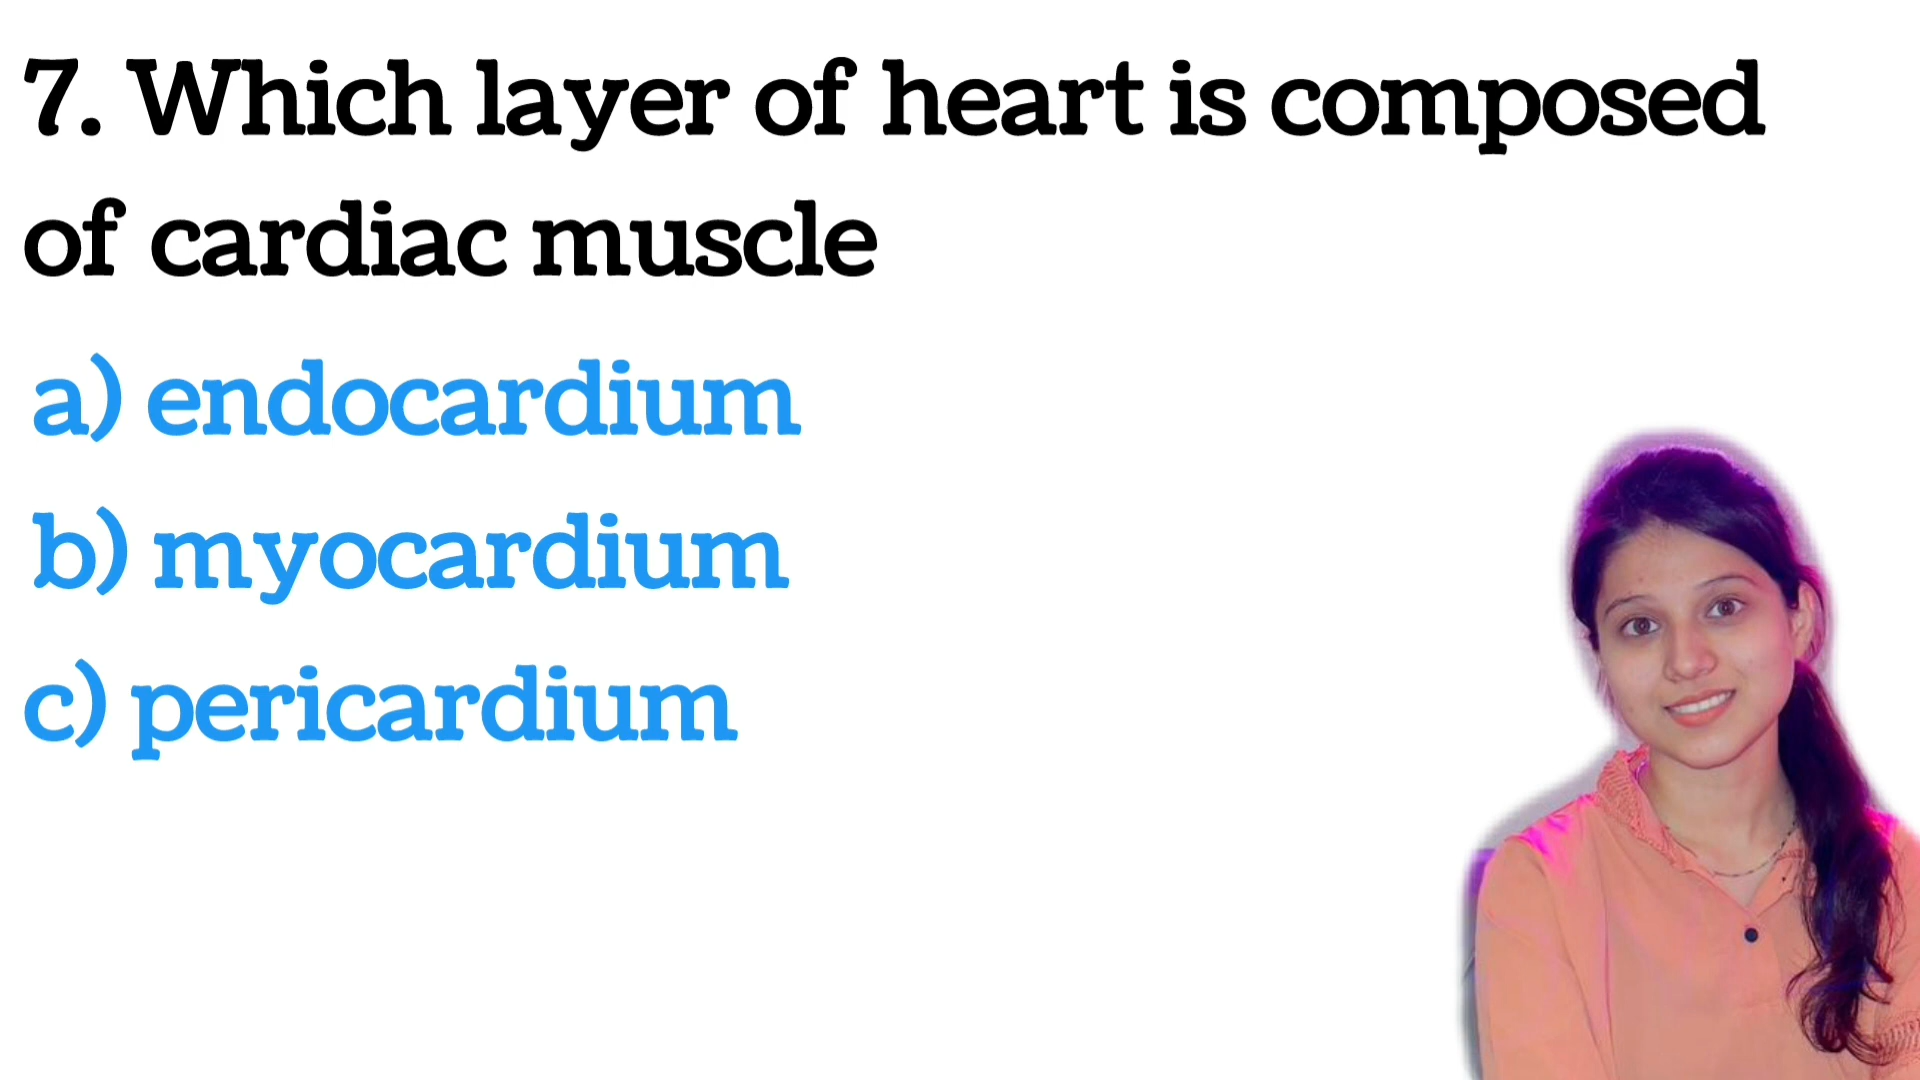 7. Which layer of heart is composed
of cardiac muscle
a) endocardium
b) myocardium
c) pericardium